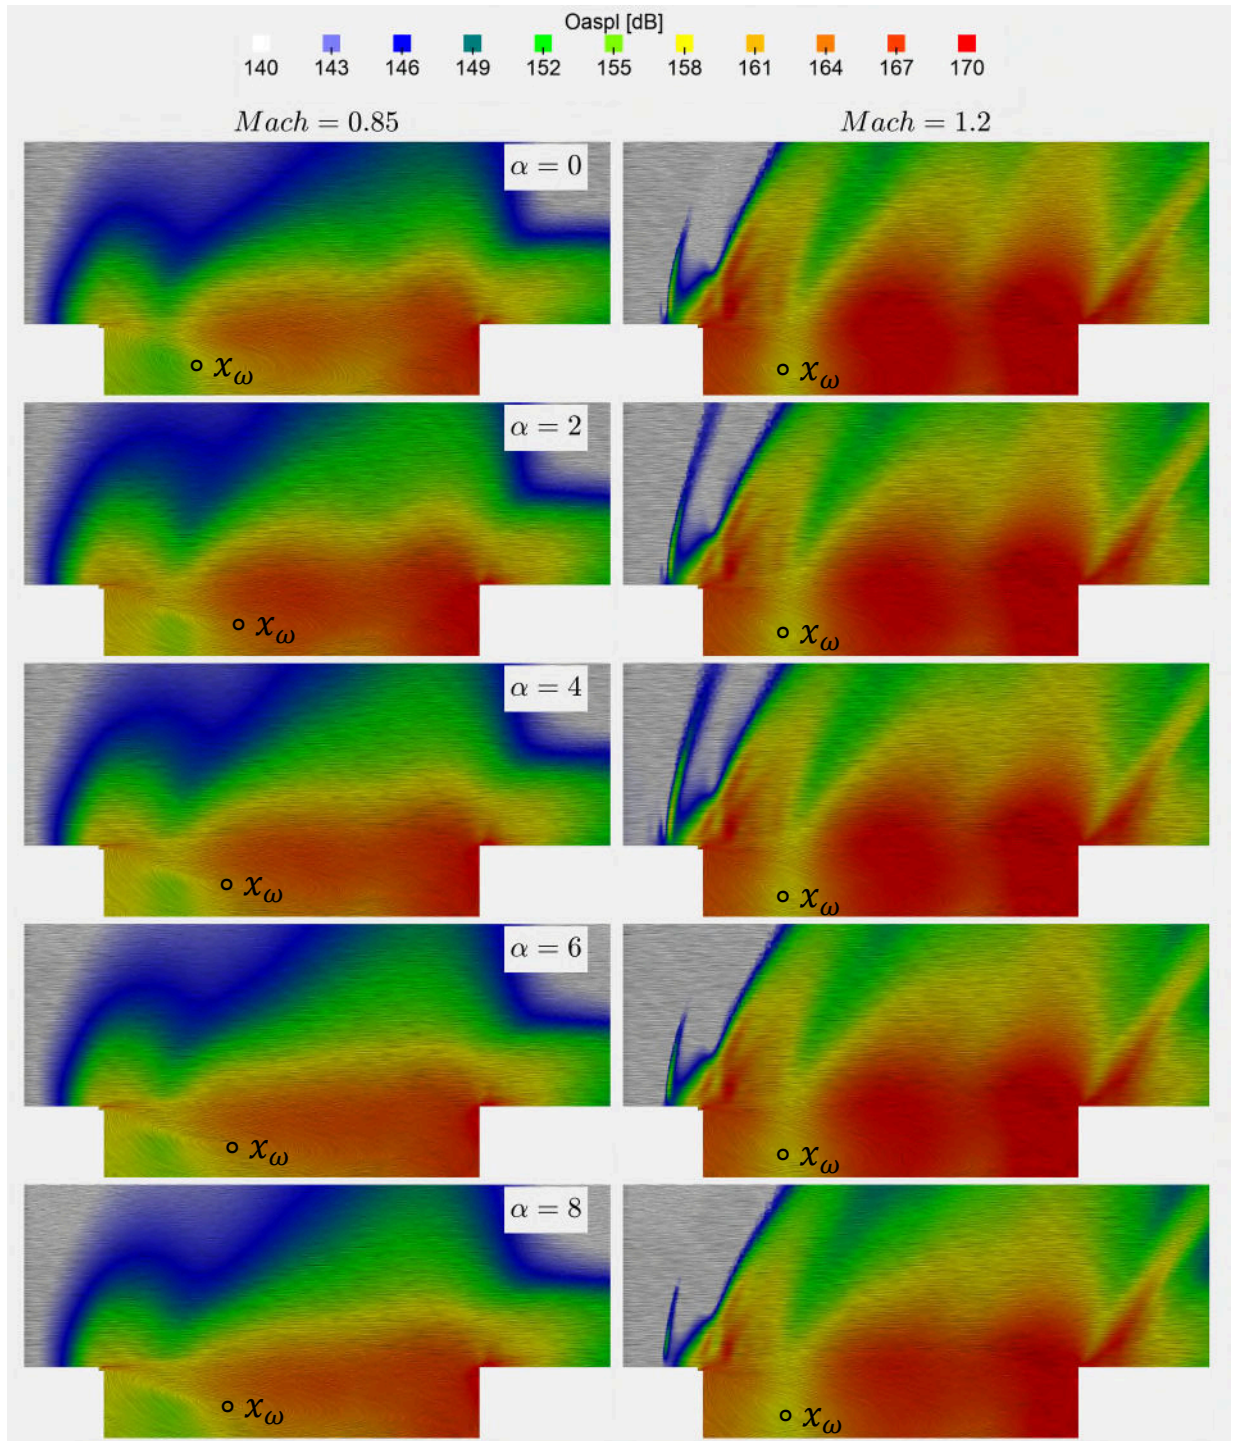 Oaspl [dB]
140 143 146 149 152 155 158 161 164 167 170
Mach = 0.85 Mach = 1.2
α = 0
x_ω x_ω
α = 2
x_ω x_ω
α = 4
x_ω x_ω
α = 6
x_ω x_ω
α = 8
x_ω x_ω